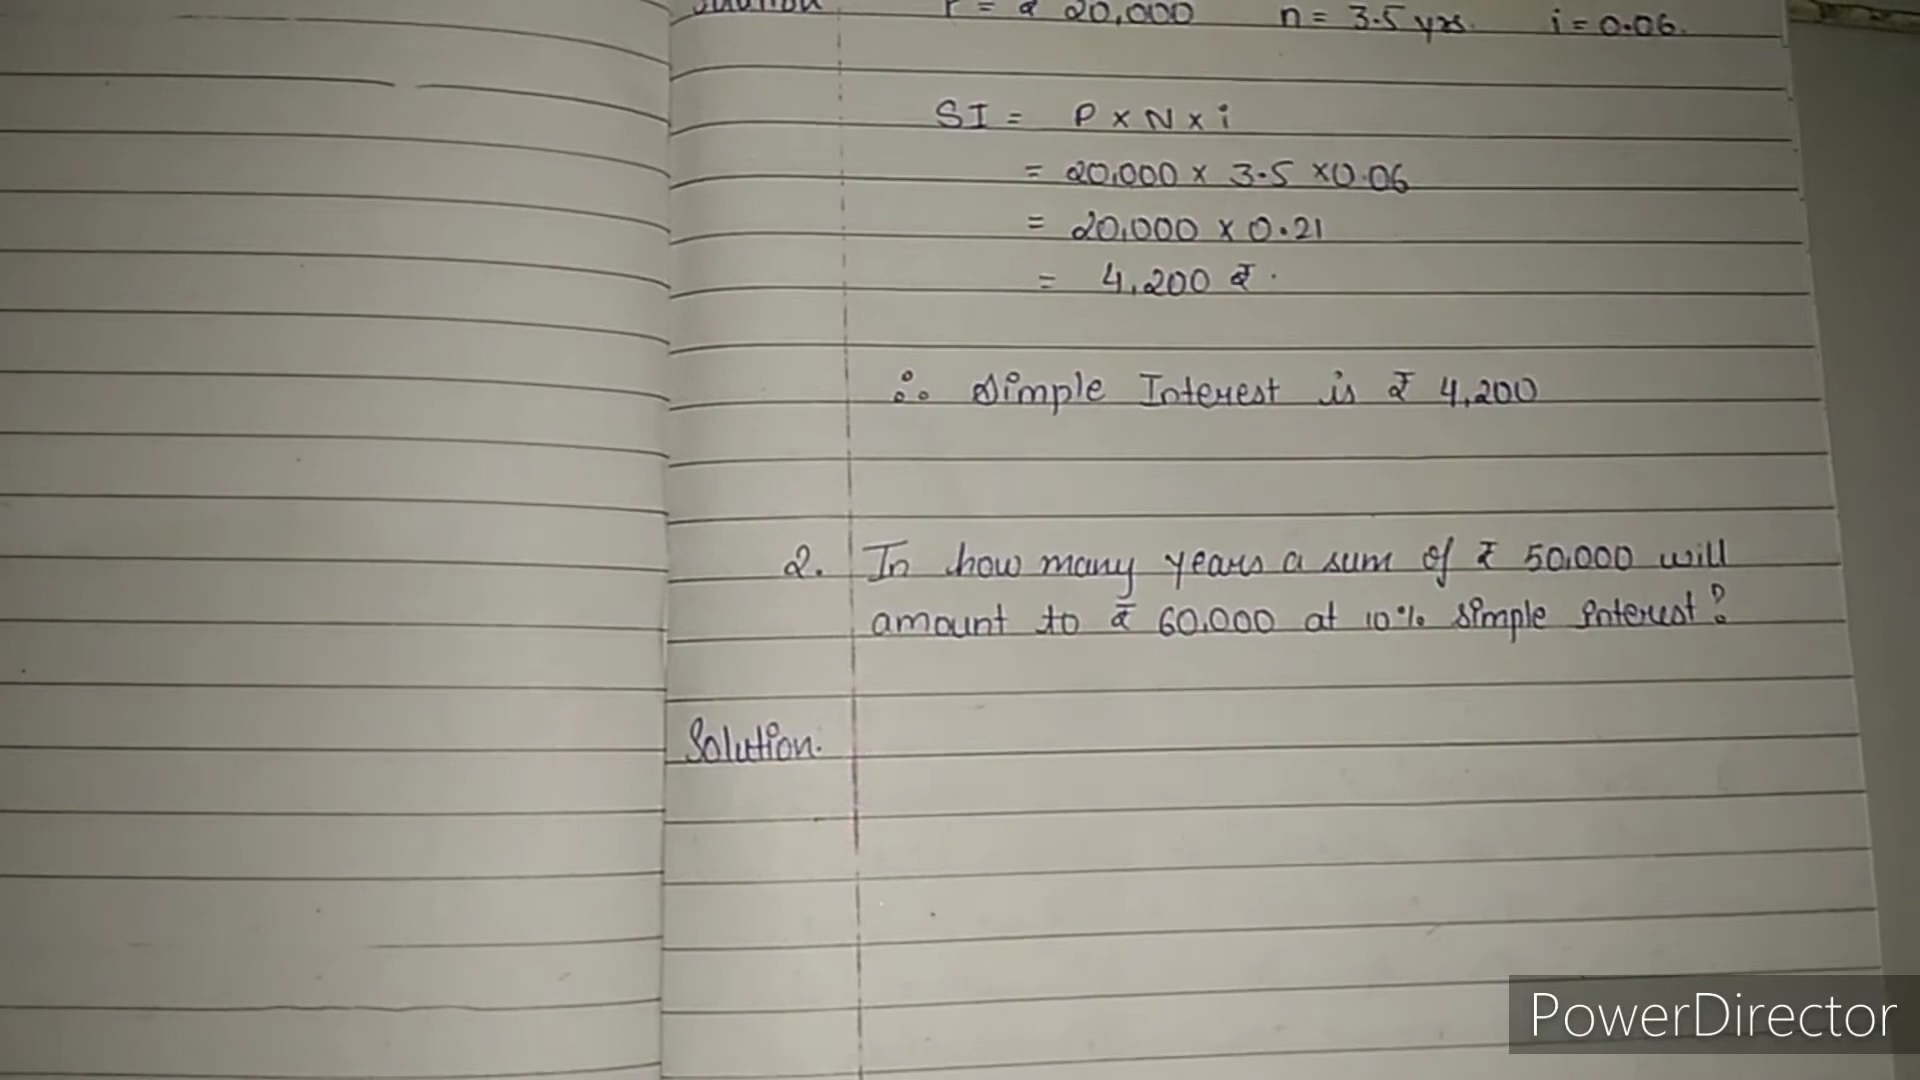 Solution P = ₹ 20,000 n = 3.5 yrs. i = 0.06.
SI = P x N x i
= 20,000 x 3.5 x 0.06
= 20,000 x 0.21
= 4,200 ₹.
∴ Simple Interest is ₹ 4,200
2. In how many years a sum of ₹ 50,000 will
amount to ₹ 60,000 at 10% simple interest?
Solution.
PowerDirector